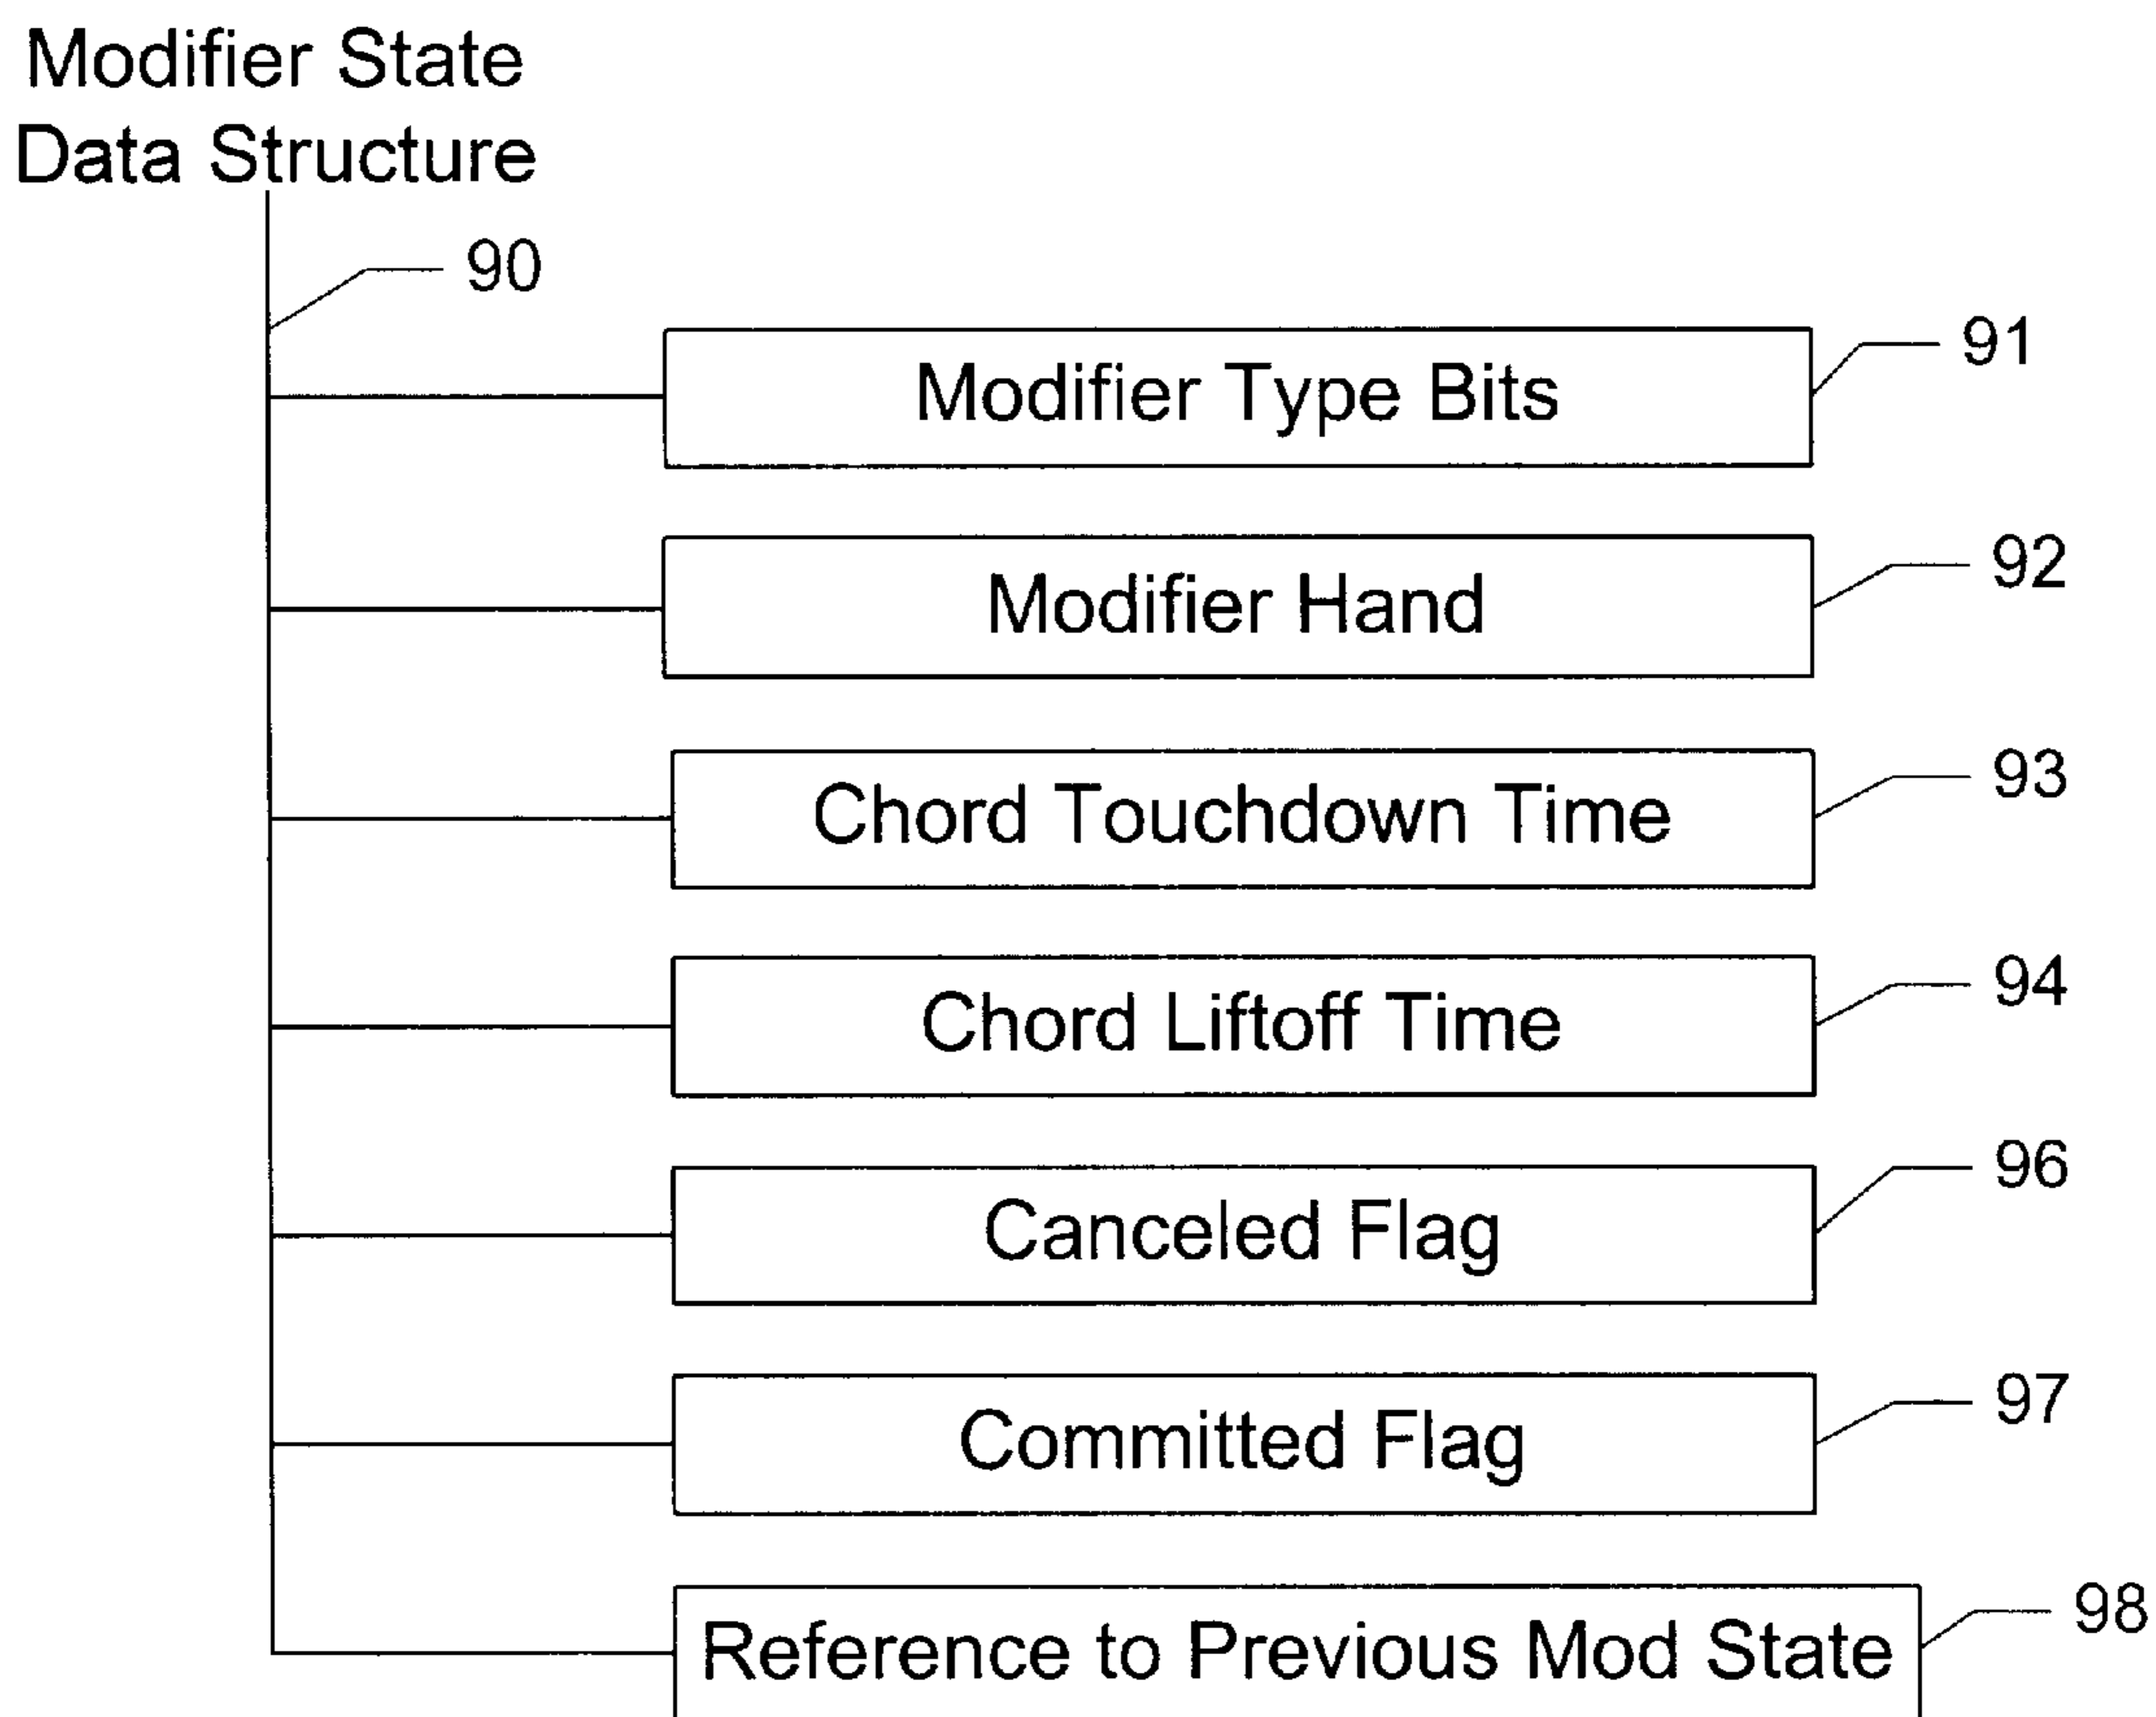 Modifier State
Data Structure
90
Modifier Type Bits
91
Modifier Hand
92
Chord Touchdown Time
93
Chord Liftoff Time
94
Canceled Flag
96
Committed Flag
97
Reference to Previous Mod State
98